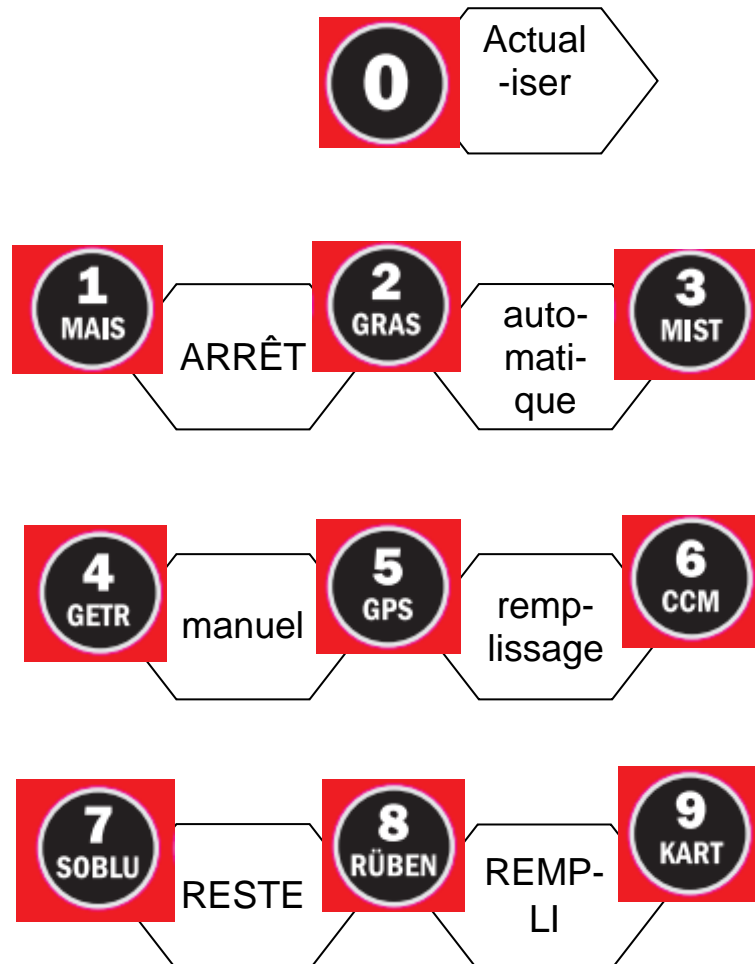 0
Actual
-iser
1
MAIS
ARRÊT
2
GRAS
auto-
mati-
que
3
MIST
4
GETR
manuel
5
GPS
remp-
lissage
6
CCM
7
SOBLU
RESTE
8
RÜBEN
REMP-
LI
9
KART